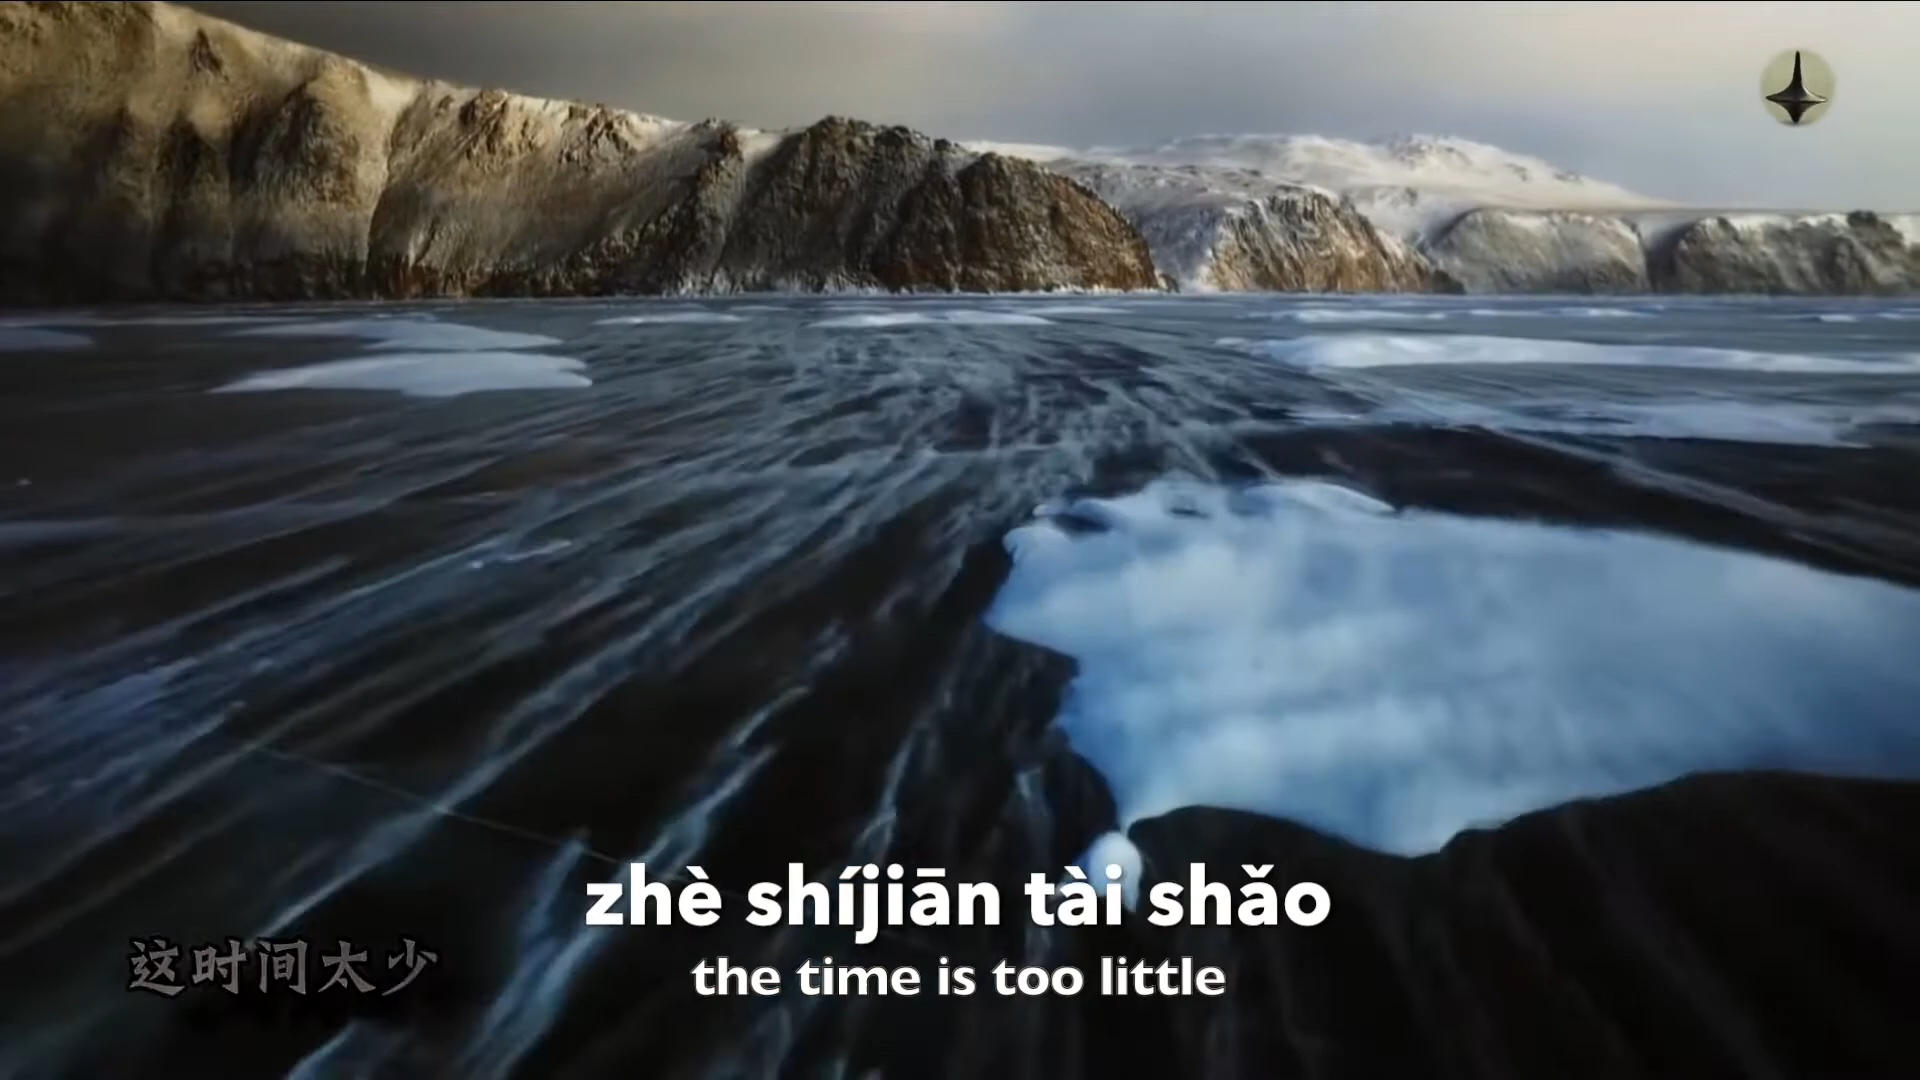 zhè shíjiān tài shǎo
这时间太少
the time is too little